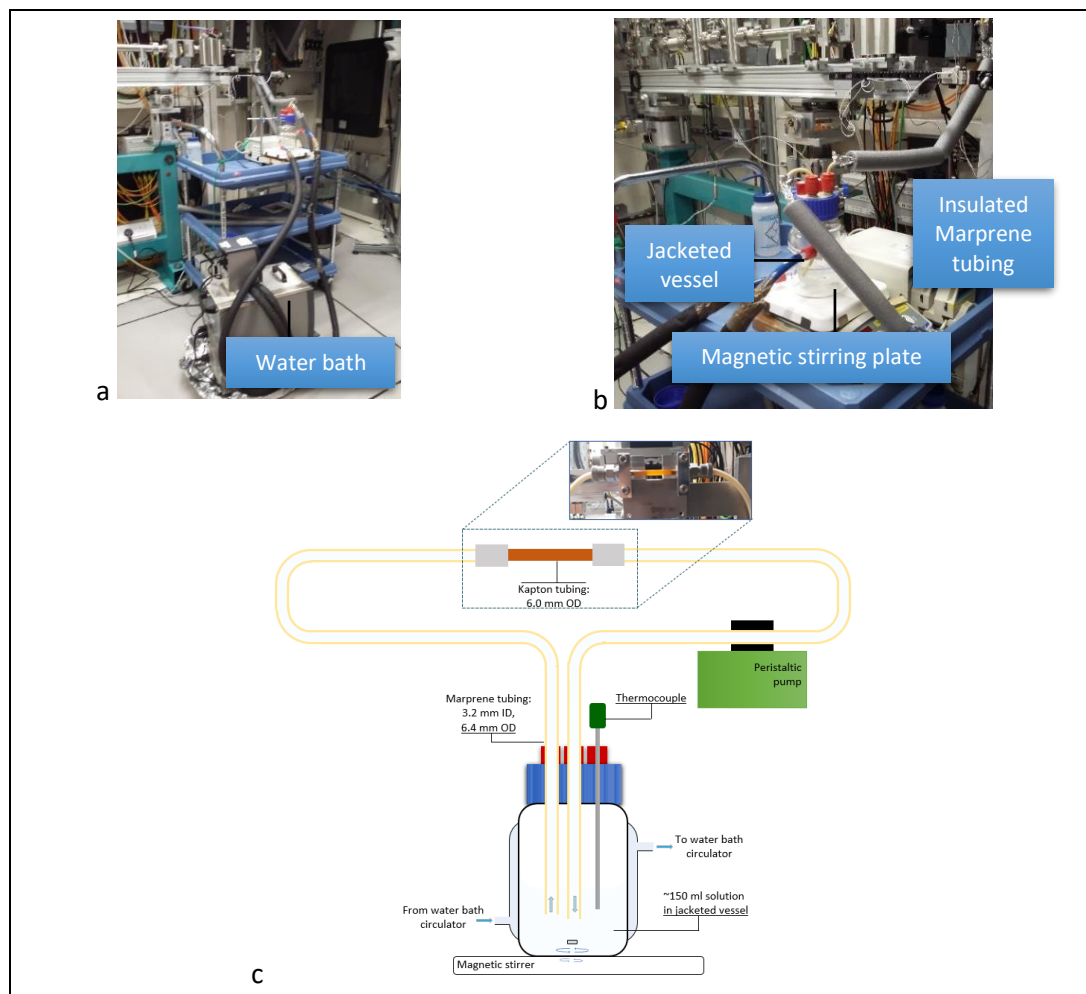 Water bath
a
Jacketed
vessel
Insulated
Marprene
tubing
Magnetic stirring plate
b
Kapton tubing:
6.0 mm OD
Peristaltic
pump
Marprene tubing:
3.2 mm ID,
6.4 mm OD
Thermocouple
To water bath
circulator
From water bath
circulator
~150 ml solution
in jacketed vessel
Magnetic stirrer
c